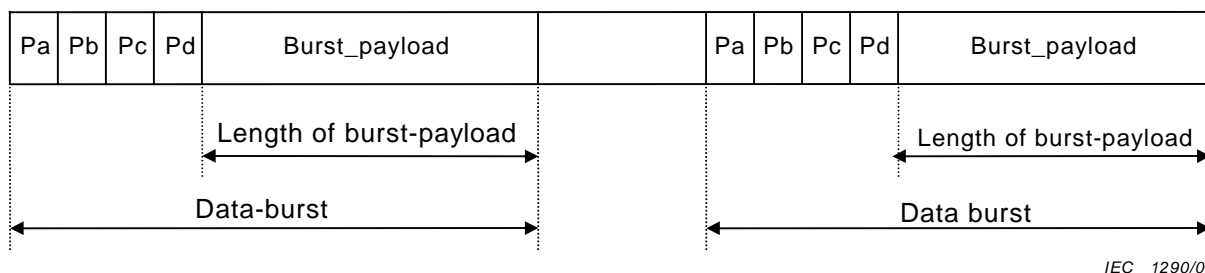 Pa Pb Pc Pd Burst_payload Pa Pb Pc Pd Burst_payload
Length of burst-payload Length of burst-payload
Data-burst Data burst
IEC 1290/0